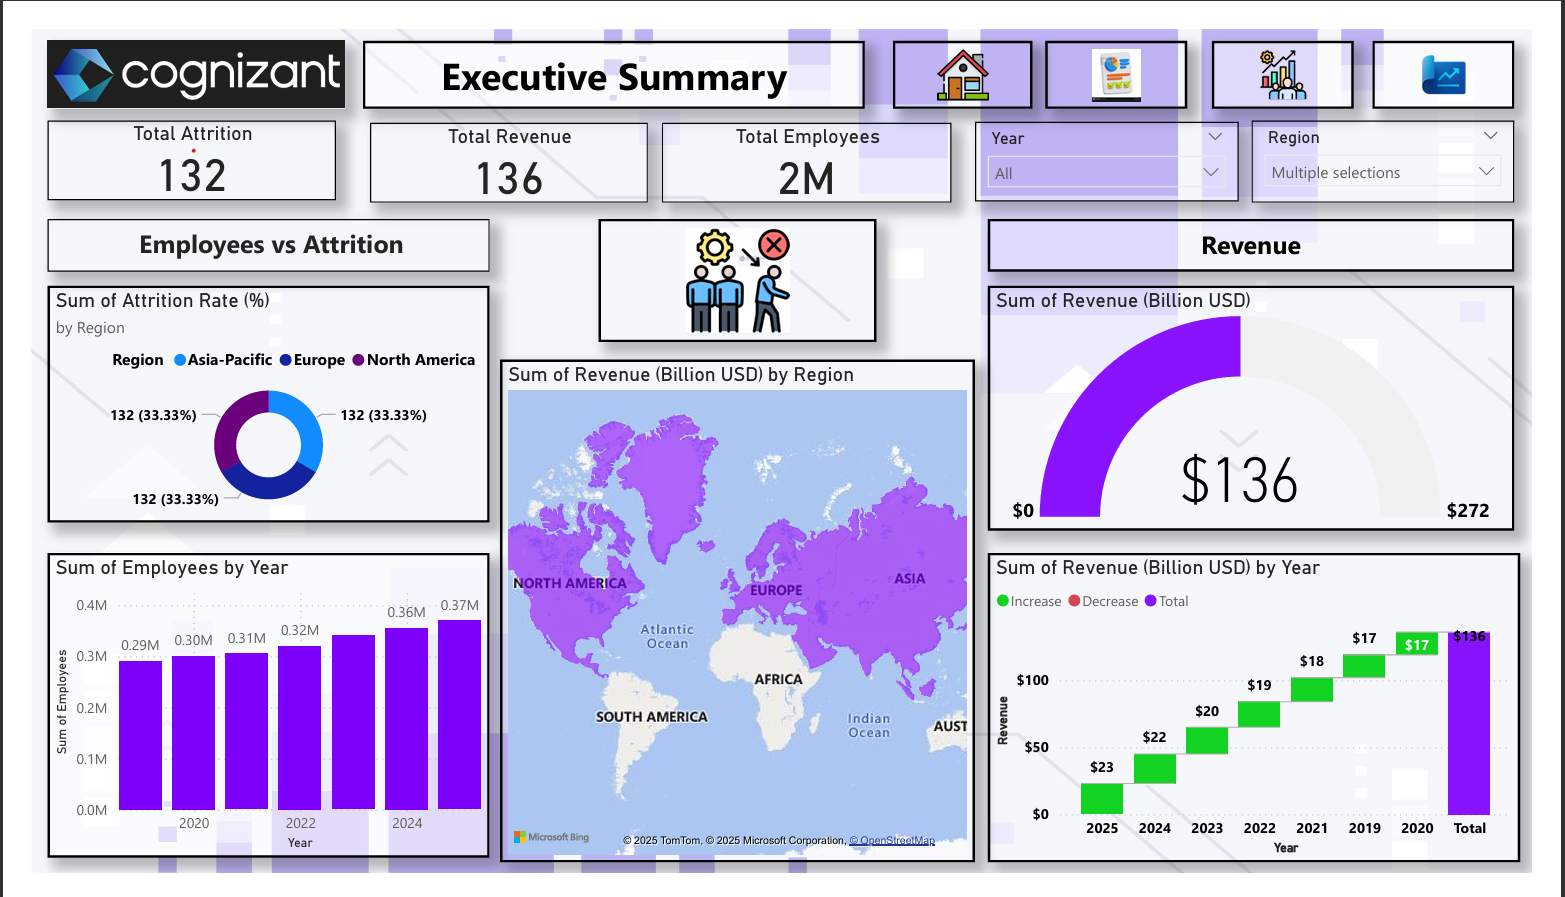 cognizant
Executive Summary
Total Attrition
132
Total Revenue
136
Total Employees
2M
Year
All
Region
Multiple selections
Employees vs Attrition
Revenue
Sum of Attrition Rate (%)
by Region
Region Asia-Pacific Europe North America
132 (33.33%)
132 (33.33%)
132 (33.33%)
Sum of Employees by Year
Sum of Employees
0.4M
0.3M
0.2M
0.1M
0.0M
0.29M
0.30M
0.31M
0.32M
0.36M
0.37M
2020
2022
2024
Year
Sum of Revenue (Billion USD) by Region
NORTH AMERICA
EUROPE
ASIA
Atlantic
Ocean
AFRICA
SOUTH AMERICA
Indian
Ocean
AUST
Microsoft Bing
© 2025 TomTom, © 2025 Microsoft Corporation, © OpenStreetMap
Sum of Revenue (Billion USD)
$136
$0
$272
Sum of Revenue (Billion USD) by Year
Increase Decrease Total
Revenue
$100
$50
$0
$23
$22
$20
$19
$18
$17
$17
$136
2025
2024
2023
2022
2021
2019
2020
Total
Year